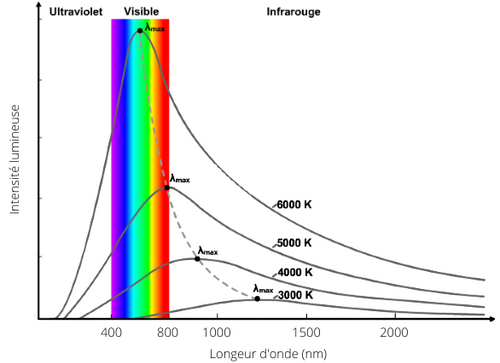 Ultraviolet Visible Infrarouge
λmax
Intensité lumineuse
λmax
6000 K
5000 K
λmax
4000 K
λmax
3000 K
400 800 1000 1500 2000
Longeur d'onde (nm)